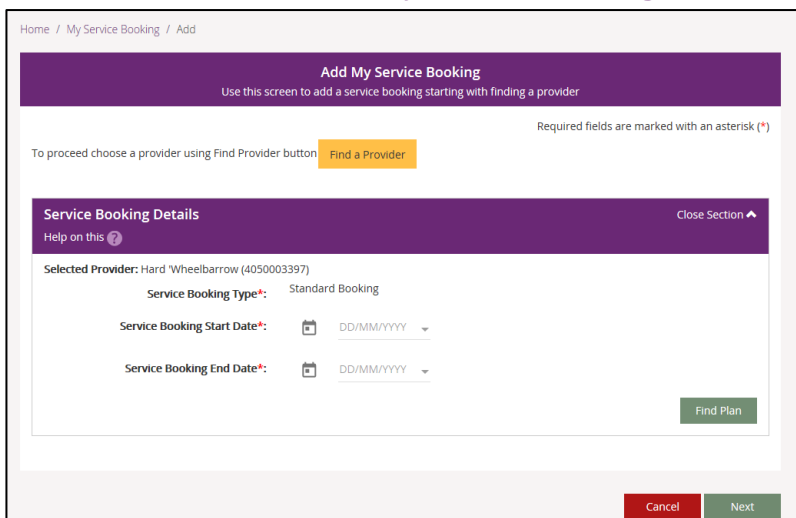 Home / My Service Booking / Add
Add My Service Booking
Use this screen to add a service booking starting with finding a provider
Required fields are marked with an asterisk (*)
To proceed choose a provider using Find Provider button Find a Provider
Service Booking Details Close Section
Help on this ?
Selected Provider: Hard 'Wheelbarrow (4050003397)
Service Booking Type*: Standard Booking
Service Booking Start Date*: DD/MM/YYYY
Service Booking End Date*: DD/MM/YYYY
Find Plan
Cancel Next